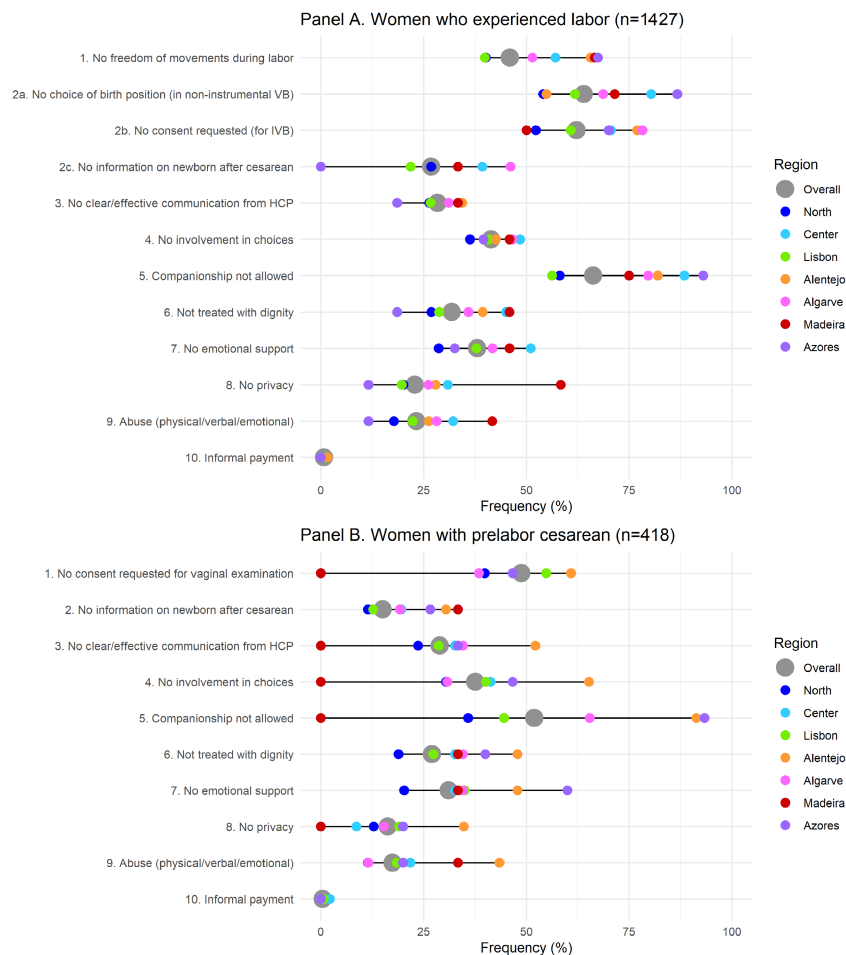 Panel A. Women who experienced labor (n=1427)
1. No freedom of movements during labor
2a. No choice of birth position (in non-instrumental VB)
2b. No consent requested (for IVB)
2c. No information on newborn after cesarean
3. No clear/effective communication from HCP
4. No involvement in choices
5. Companionship not allowed
6. Not treated with dignity
7. No emotional support
8. No privacy
9. Abuse (physical/verbal/emotional)
10. Informal payment
0 25 50 75 100
Frequency (%)
Region
Overall
North
Center
Lisbon
Alentejo
Algarve
Madeira
Azores
Panel B. Women with prelabor cesarean (n=418)
1. No consent requested for vaginal examination
2. No information on newborn after cesarean
3. No clear/effective communication from HCP
4. No involvement in choices
5. Companionship not allowed
6. Not treated with dignity
7. No emotional support
8. No privacy
9. Abuse (physical/verbal/emotional)
10. Informal payment
0 25 50 75 100
Frequency (%)
Region
Overall
North
Center
Lisbon
Alentejo
Algarve
Madeira
Azores